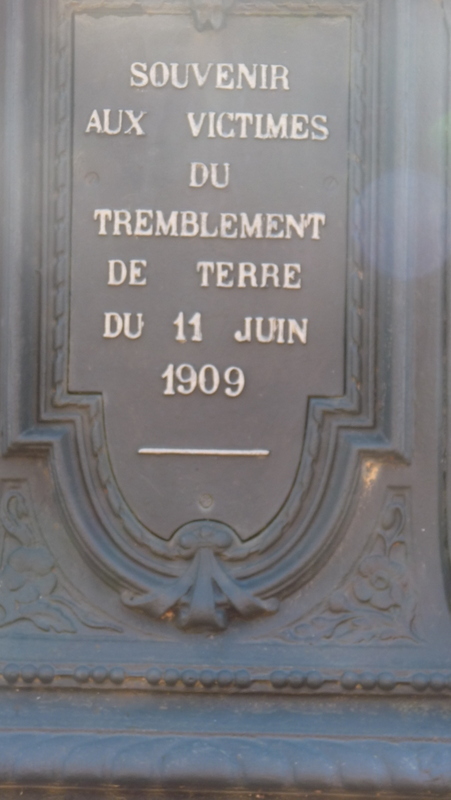 SOUVENIR
AUX VICTIMES
DU
TREMBLEMENT
DE TERRE
DU 11 JUIN
1909